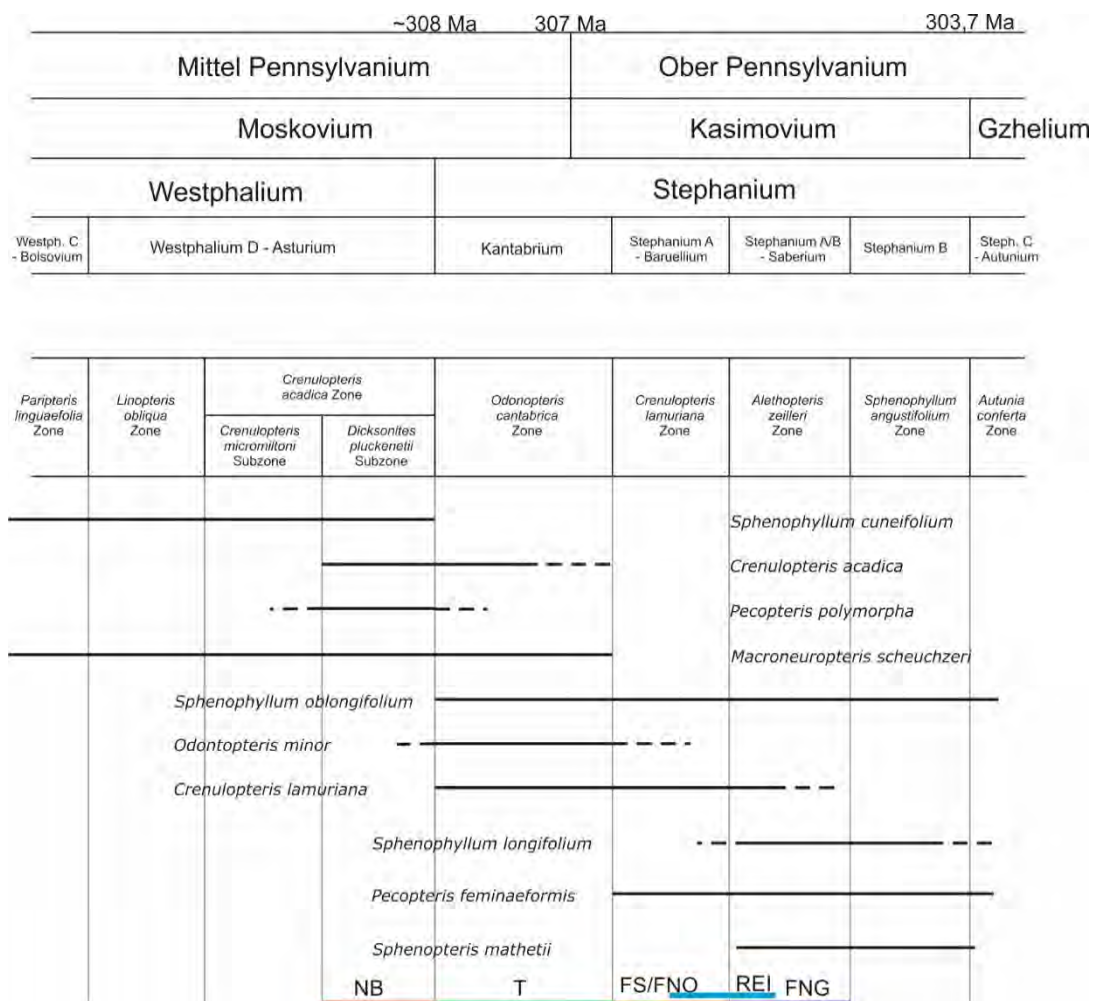 ~308 Ma 307 Ma 303,7 Ma
Mittel Pennsylvanium Ober Pennsylvanium
Moskovium Kasimovium Gzhelium
Westphalium Stephanium
Westph. C
- Bolsovium
Westphalium D - Asturium
Kantabrium
Stephanium A
- Baruellium
Stephanium A/B
- Saberium
Stephanium B
Steph. C
- Autunium
Paripteris
linguaefolia
Zone
Linopteris
obliqua
Zone
Crenulopteris
acadica Zone
Crenulopteris
micromiltoni
Subzone
Dicksonites
pluckenetii
Subzone
Odonopteris
cantabrica
Zone
Crenulopteris
lamuriana
Zone
Alethopteris
zeilleri
Zone
Sphenophyllum
angustifolium
Zone
Autunia
conferta
Zone
Sphenophyllum cuneifolium
Crenulopteris acadica
Pecopteris polymorpha
Macroneuropteris scheuchzeri
Sphenophyllum oblongifolium
Odontopteris minor
Crenulopteris lamuriana
Sphenophyllum longifolium
Pecopteris feminaeformis
Sphenopteris mathetii
NB T FS/FNO REI FNG